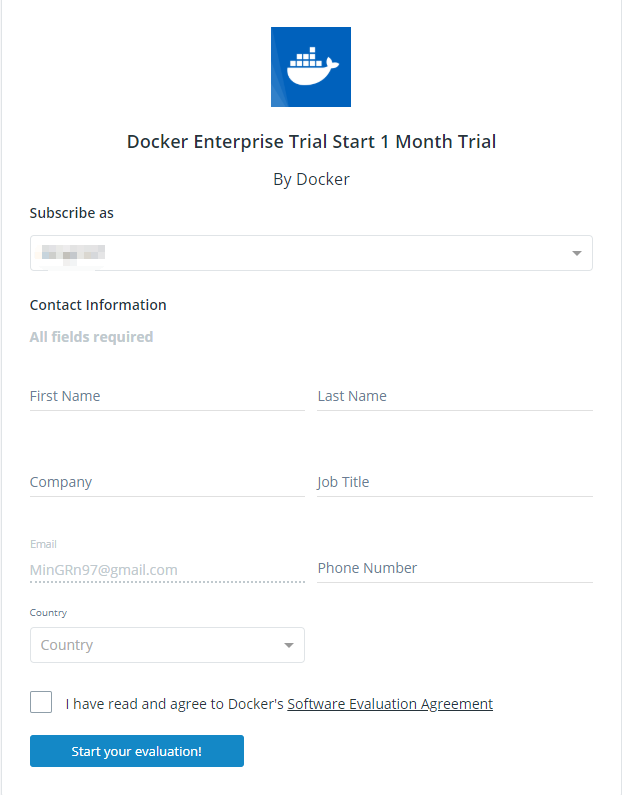 Docker Enterprise Trial Start 1 Month Trial
By Docker
Subscribe as
Contact Information
All fields required
First Name
Last Name
Company
Job Title
Email
MinGRn97@gmail.com
Phone Number
Country
Country
I have read and agree to Docker's Software Evaluation Agreement
Start your evaluation!